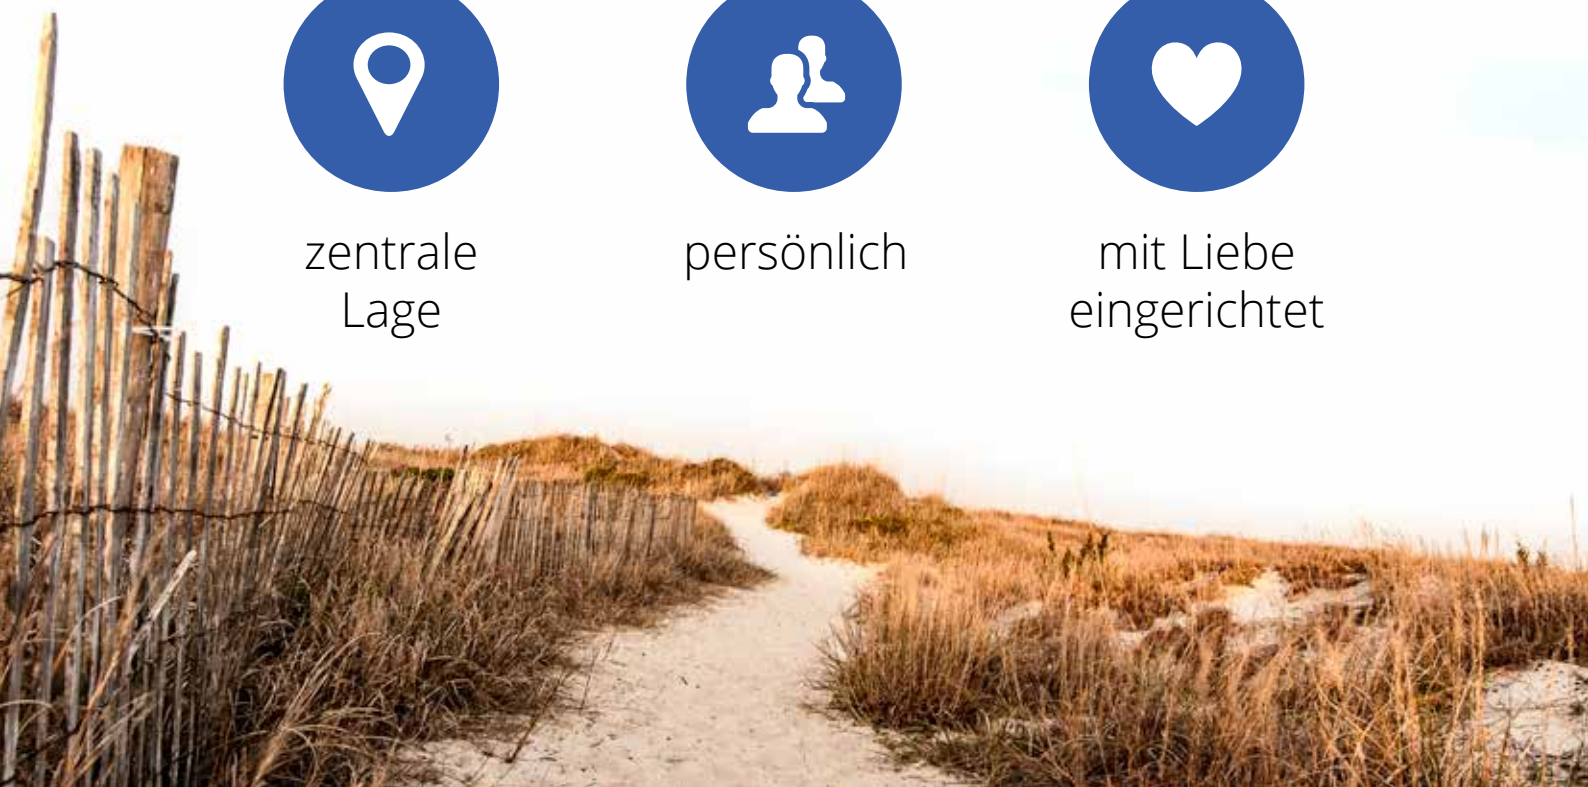 zentrale
Lage
persönlich
mit Liebe
eingerichtet